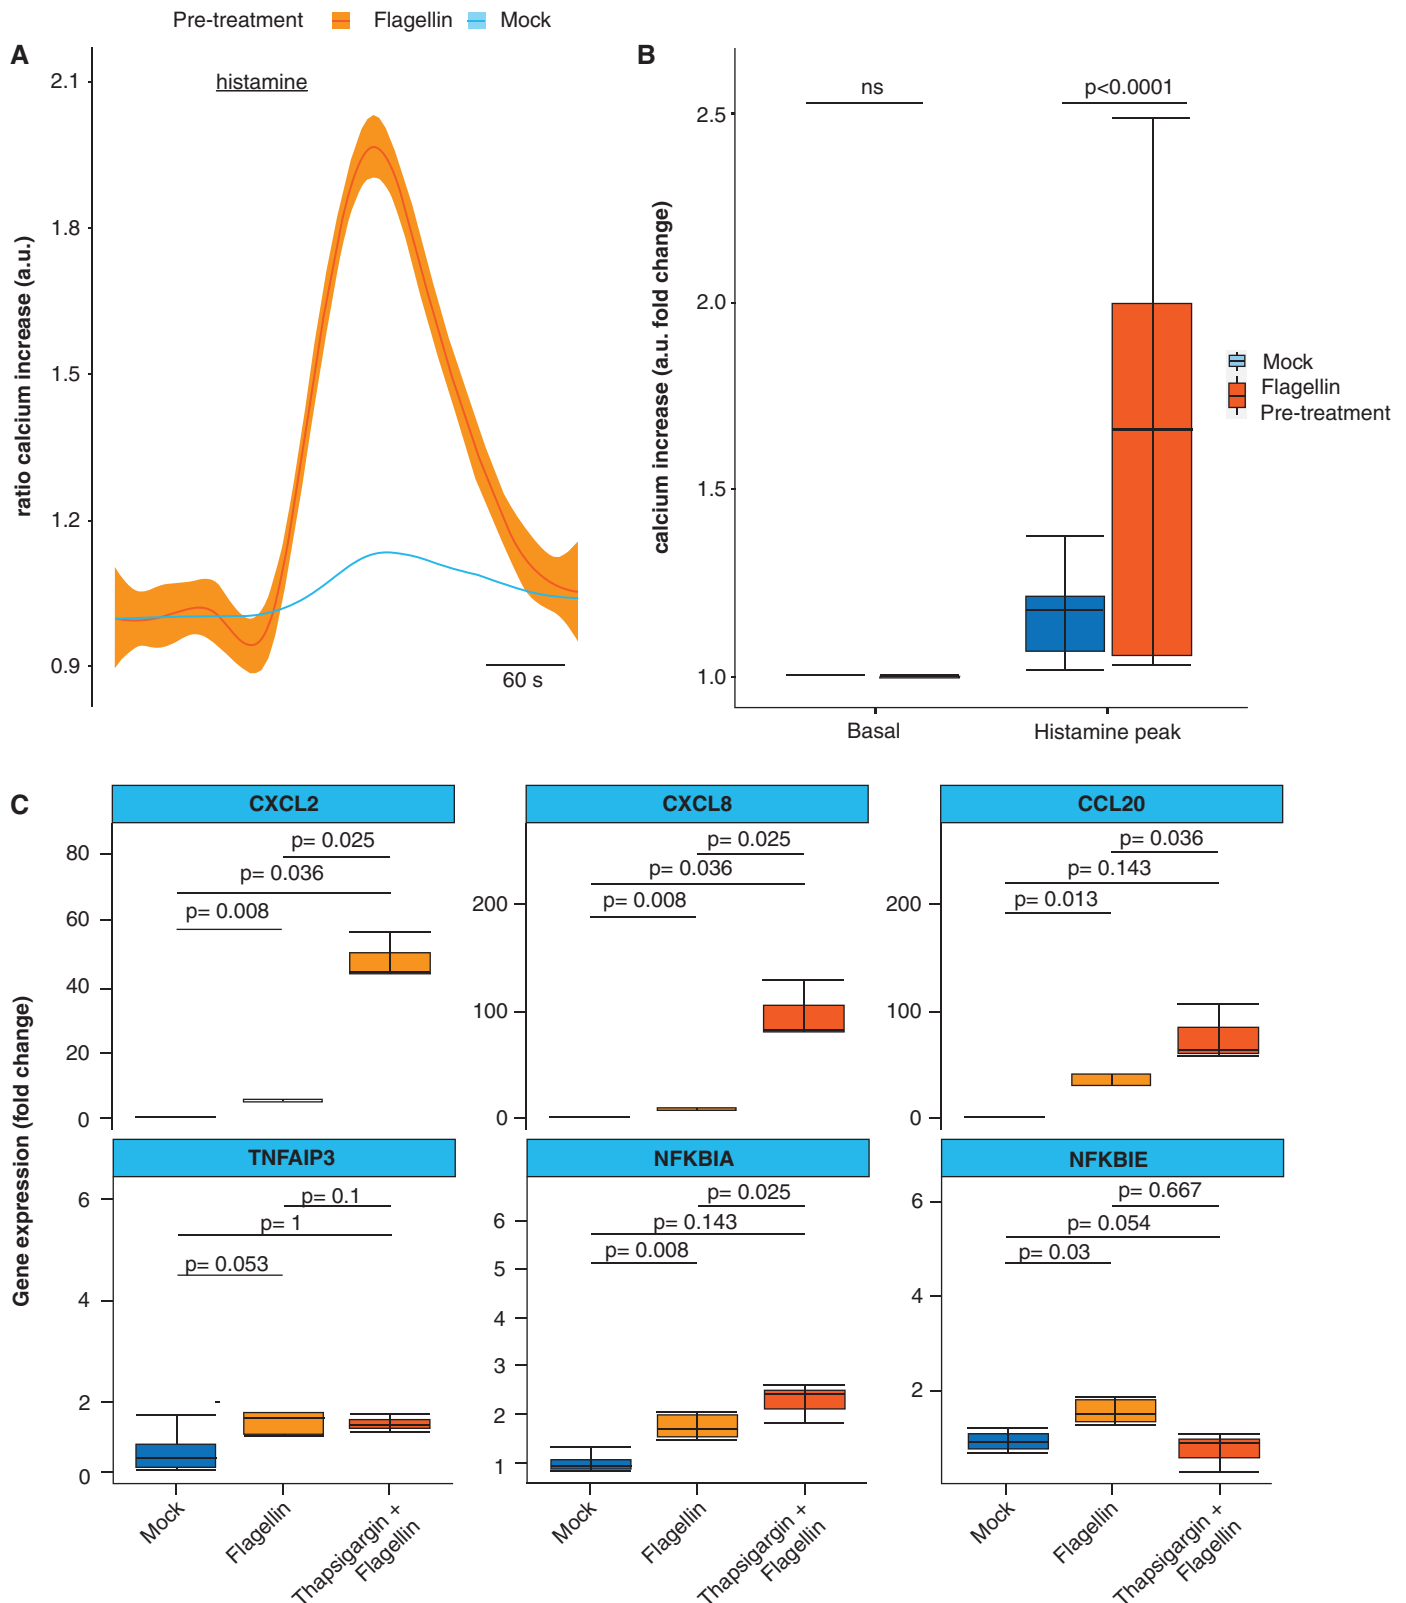 Pre-treatment Flagellin Mock
A
histamine
2.1
1.8
1.5
1.2
0.9
ratio calcium increase (a.u.)
60 s
B
ns
p<0.0001
2.5
2.0
1.5
1.0
calcium increase (a.u. fold change)
Basal
Histamine peak
Mock
Flagellin
Pre-treatment
C
Gene expression (fold change)
CXCL2
p= 0.025
p= 0.036
p= 0.008
80
60
40
20
0
CXCL8
p= 0.025
p= 0.036
p= 0.008
200
100
0
CCL20
p= 0.036
p= 0.143
p= 0.013
200
100
0
TNFAIP3
p= 0.1
p= 1
p= 0.053
6
4
2
0
Mock
Flagellin
Thapsigargin +
Flagellin
NFKBIA
p= 0.025
p= 0.143
p= 0.008
6
5
4
3
2
1
Mock
Flagellin
Thapsigargin +
Flagellin
NFKBIE
p= 0.667
p= 0.054
p= 0.03
6
4
2
Mock
Flagellin
Thapsigargin +
Flagellin